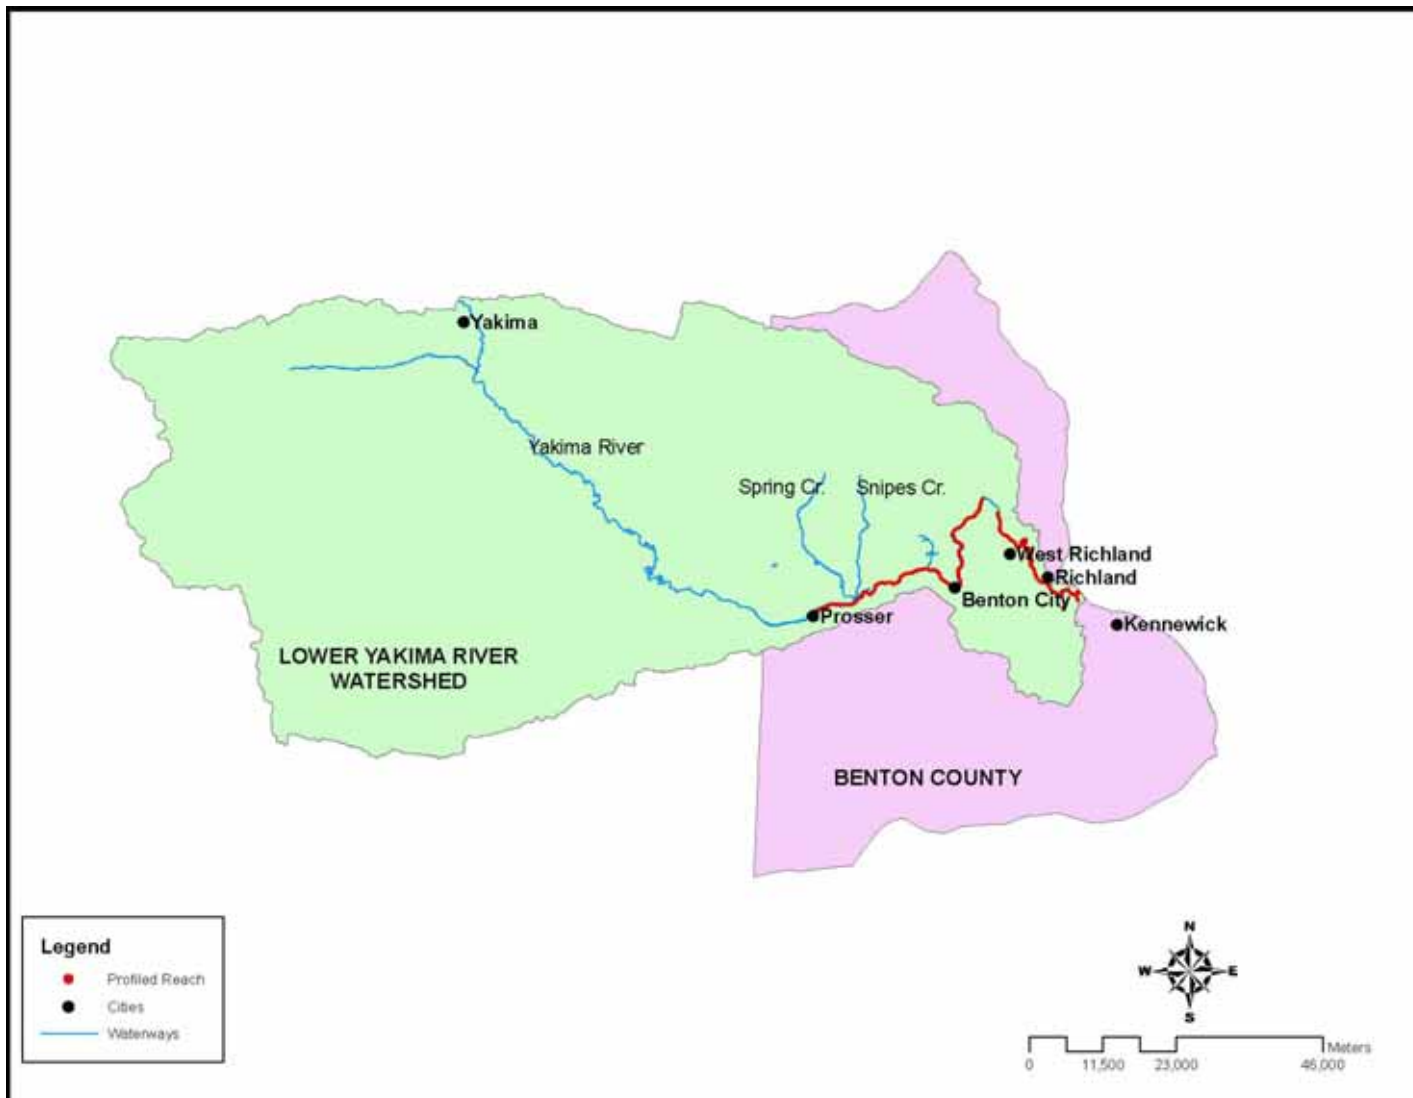 Yakima
Yakima River
Spring Cr.
Snipes Cr.
West Richland
Richland
Benton City
Prosser
Kennewick
LOWER YAKIMA RIVER
WATERSHED
BENTON COUNTY
Legend
Profiled Reach
Cities
Waterways
N
W E
S
Meters
0 11,500 23,000 46,000